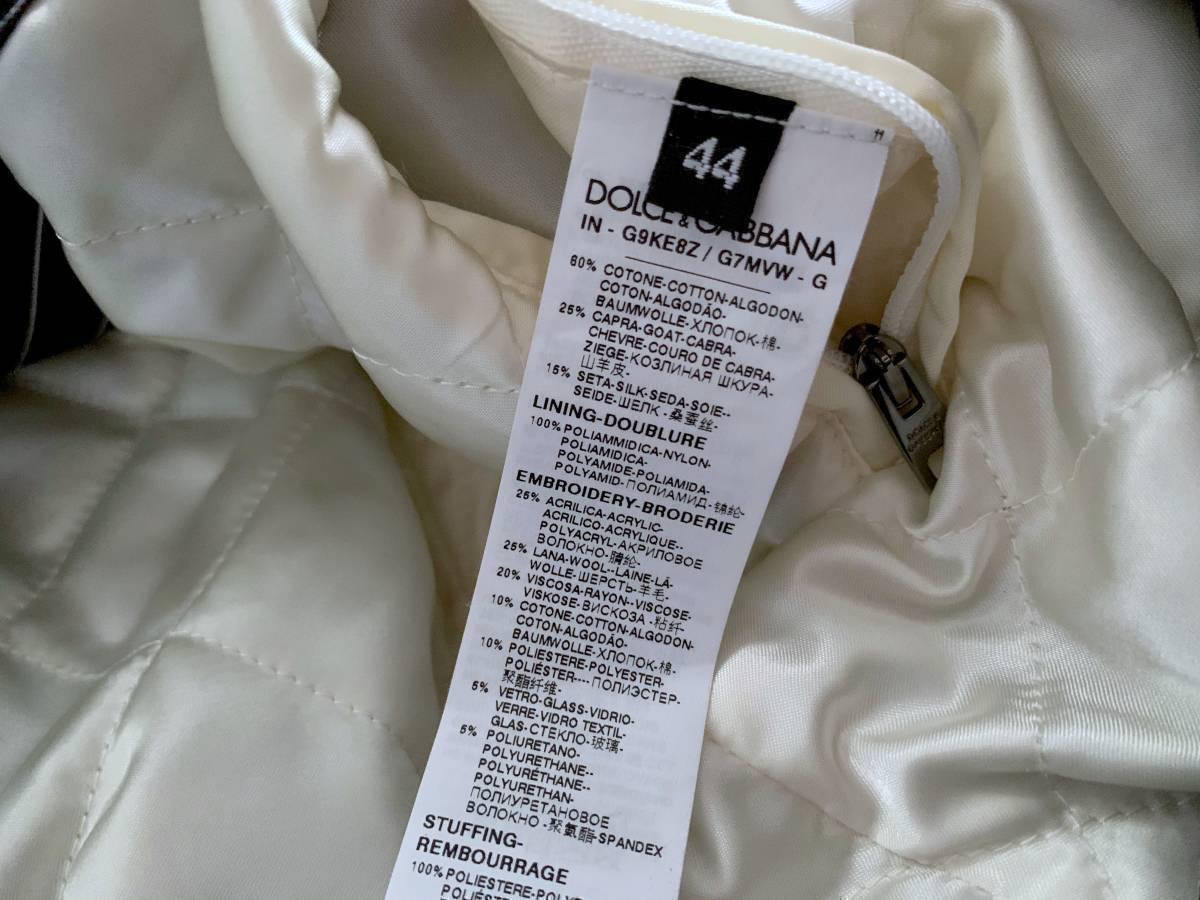 44
"
DOLCE & GABBANA
IN - G9KE8Z / G7MVW - G
60% COTONE-COTTON-ALGODON-
COTON-ALGODÃO-
BAUMWOLLE-ХЛОПОК-棉-
25% CAPRA-GOAT-CABRA-
CHEVRE-COURO DE CABRA-
ZIEGE-КОЗЛИНАЯ ШКУРА-
山羊皮-
15% SETA-SILK-SEDA-SOIE--
SEIDE-ШЕЛК-桑蚕丝-
LINING-DOUBLURE
100% POLIAMMIDICA-NYLON-
POLIAMIDICA-
POLYAMIDE-POLIAMIDA-
POLYAMID-ПОЛИАМИД-锦纶-
EMBROIDERY-BRODERIE
25% ACRILICA-ACRYLIC-
ACRILICO-ACRYLIQUE--
POLYACRYL-АКРИЛОВОЕ
ВОЛОКНО-腈纶-
25% LANA-WOOL--LAINE-LÃ-
WOLLE-ШЕРСТЬ-羊毛-
20% VISCOSA-RAYON--VISCOSE-
VISKOSE-ВИСКОЗА-粘纤-
10% COTONE-COTTON-ALGODON-
COTON-ALGODÃO-
BAUMWOLLE-ХЛОПОК-棉-
10% POLIESTERE-POLYESTER-
POLIÉSTER----ПОЛИЭСТЕР-
聚酯纤维-
5% VETRO-GLASS-VIDRIO-
VERRE-VIDRO TEXTIL-
GLAS-СТЕКЛО-玻璃-
5% POLIURETANO-
POLYURETHANE--
POLYURÉTHANE--
POLYURETHAN-
ПОЛИУРЕТАНОВОЕ
ВОЛОКНО-聚氨酯-SPANDEX
STUFFING-
REMBOURRAGE
100% POLIESTERE-POLYE
POLIÉS